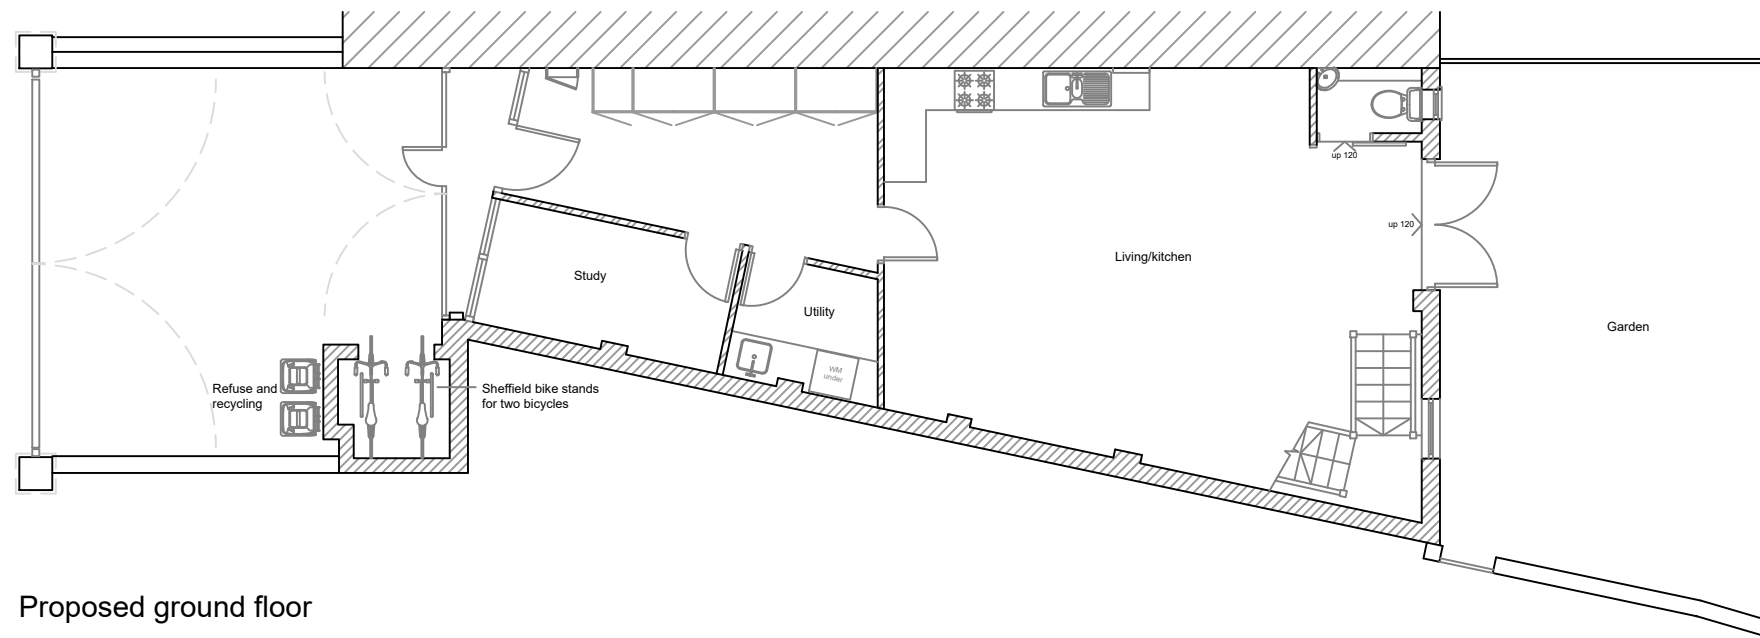 up 120
up 120
Living/kitchen
Study
Utility
Garden
WM
under
Refuse and
recycling
Sheffield bike stands
for two bicycles
Proposed ground floor